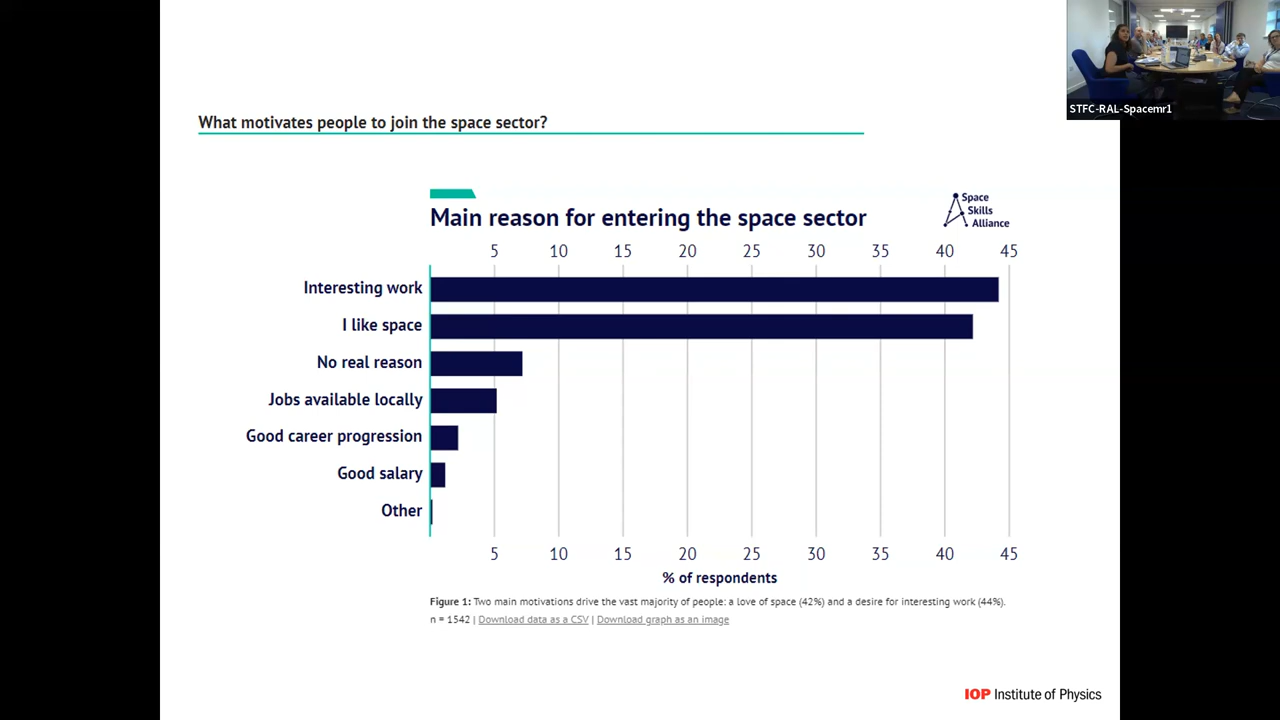 STFC-RAL-Spacemr1
What motivates people to join the space sector?
Main reason for entering the space sector
Space
Skills
Alliance
5 10 15 20 25 30 35 40 45
Interesting work
I like space
No real reason
Jobs available locally
Good career progression
Good salary
Other
5 10 15 20 25 30 35 40 45
% of respondents
Figure 1: Two main motivations drive the vast majority of people: a love of space (42%) and a desire for interesting work (44%).
n = 1542 | Download data as a CSV | Download graph as an image
IOP Institute of Physics